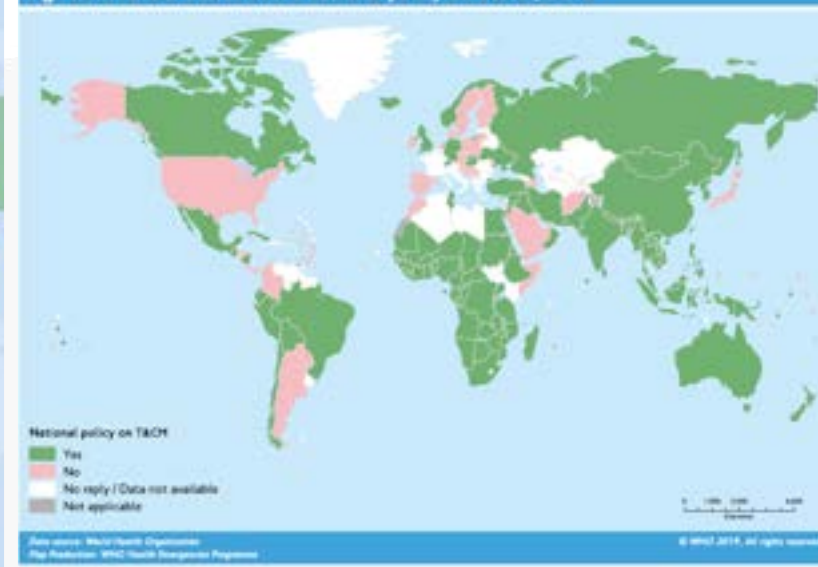 National policy on T&CM
Yes
No
No reply / Data not available
Not applicable
Data source: World Health Organization
Map Production: WHO Health Emergencies Programme
© WHO 2019. All rights reserved